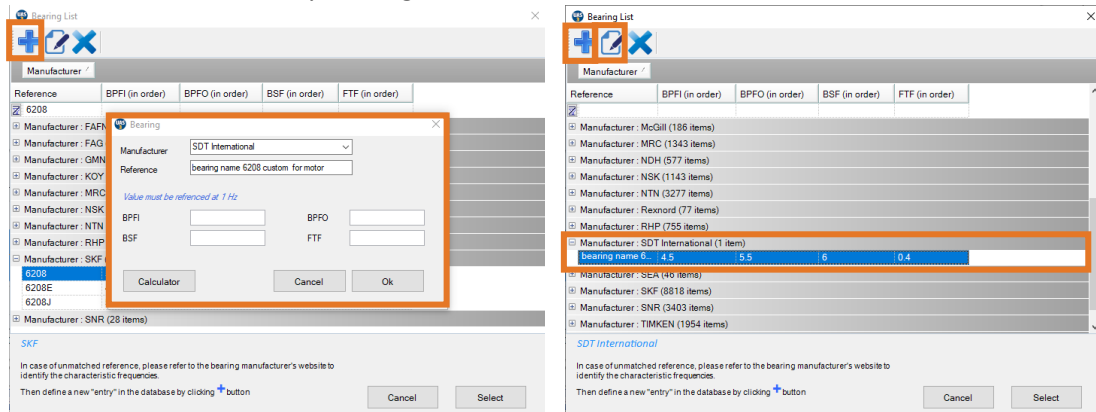 Bearing List
Manufacturer
Reference BPFI (in order) BPFO (in order) BSF (in order) FTF (in order)
6208
Manufacturer : FAFN
Manufacturer : FAG
Manufacturer : GMN
Manufacturer : KOY
Manufacturer : MRC
Manufacturer : NSK
Manufacturer : NTN
Manufacturer : RHP
Manufacturer : SKF
6208
6208E
6208J
Manufacturer : SNR (28 items)
Bearing
Manufacturer SDT International
Reference bearing name 6208 custom for motor
Value must be refrenced at 1 Hz
BPFI BPFO
BSF FTF
Calculator Cancel Ok
SKF
In case of unmatched reference, please refer to the bearing manufacturer's website to
identify the characteristic frequencies.
Then define a new "entry" in the database by clicking + button
Cancel Select
Bearing List
Manufacturer
Reference BPFI (in order) BPFO (in order) BSF (in order) FTF (in order)
Manufacturer : McGill (186 items)
Manufacturer : MRC (1343 items)
Manufacturer : NDH (577 items)
Manufacturer : NSK (1143 items)
Manufacturer : NTN (3277 items)
Manufacturer : Rexnord (77 items)
Manufacturer : RHP (755 items)
Manufacturer : SDT International (1 item)
bearing name 6... 4.5 5.5 6 0.4
Manufacturer : SEA (46 items)
Manufacturer : SKF (8818 items)
Manufacturer : SNR (3403 items)
Manufacturer : TIMKEN (1954 items)
SDT International
In case of unmatched reference, please refer to the bearing manufacturer's website to
identify the characteristic frequencies.
Then define a new "entry" in the database by clicking + button
Cancel Select